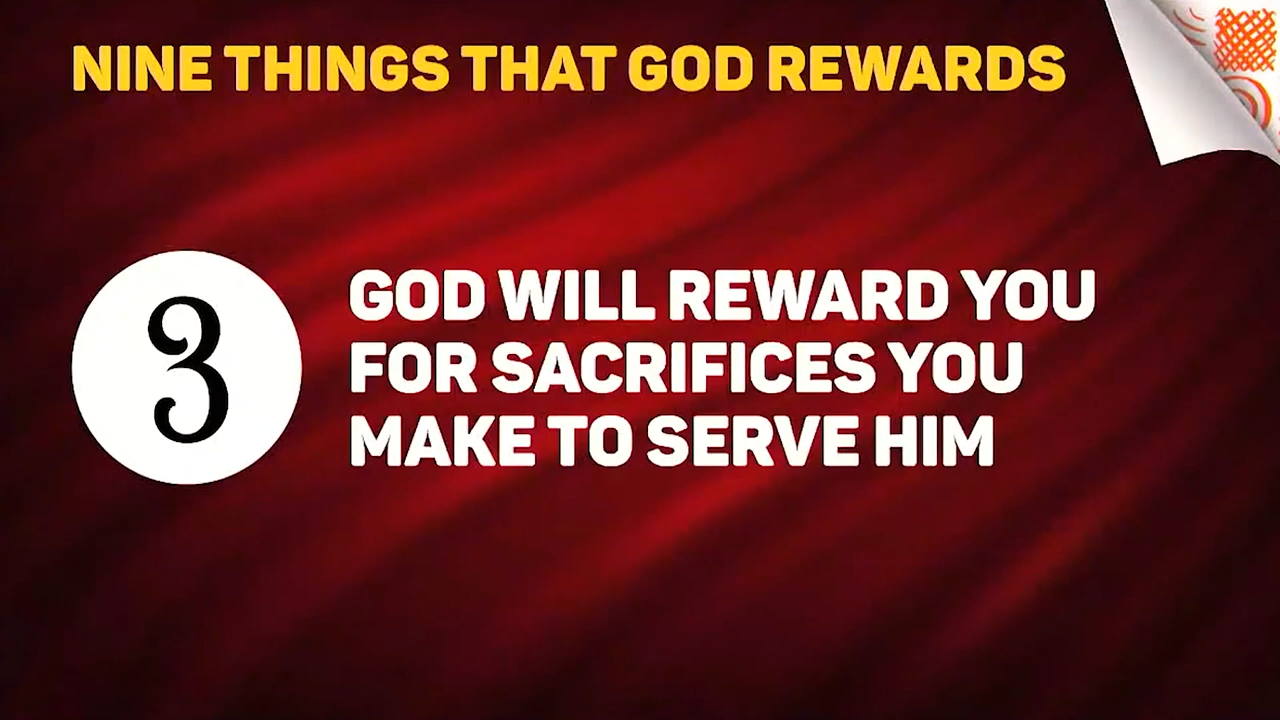 NINE THINGS THAT GOD REWARDS
3
GOD WILL REWARD YOU
FOR SACRIFICES YOU
MAKE TO SERVE HIM